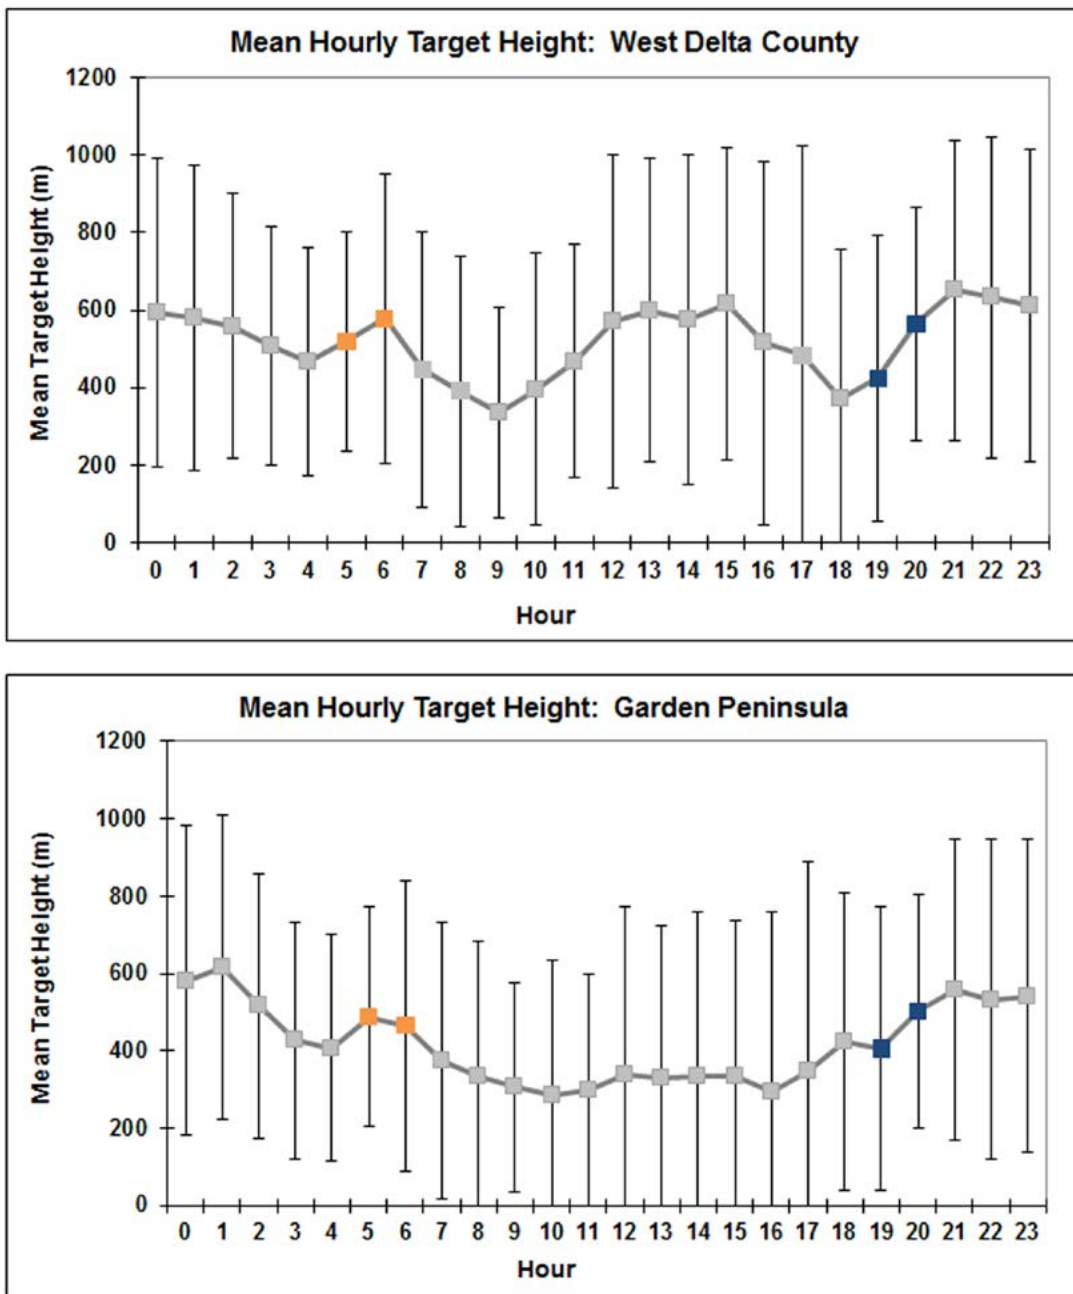 Mean Hourly Target Height: West Delta County
1200
1000
800
600
400
200
0
Mean Target Height (m)
0 1 2 3 4 5 6 7 8 9 10 11 12 13 14 15 16 17 18 19 20 21 22 23
Hour
Mean Hourly Target Height: Garden Peninsula
1200
1000
800
600
400
200
0
Mean Target Height (m)
0 1 2 3 4 5 6 7 8 9 10 11 12 13 14 15 16 17 18 19 20 21 22 23
Hour